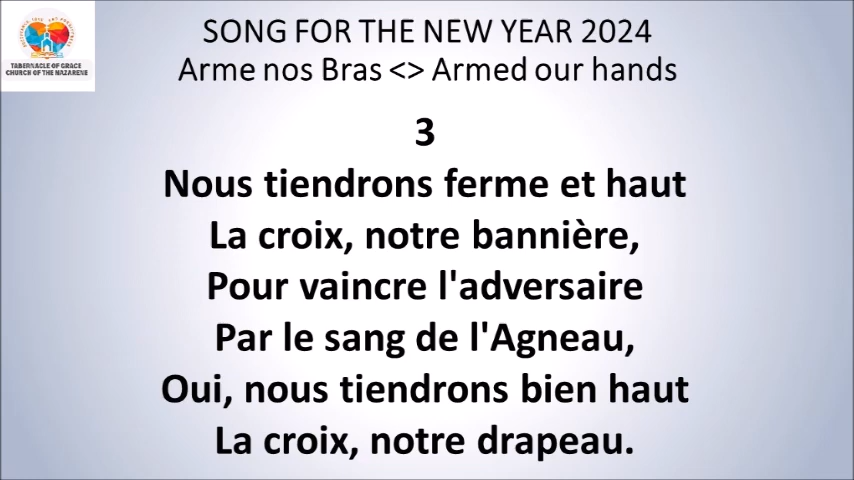 TABERNACLE OF GRACE
CHURCH OF THE NAZARENE
SONG FOR THE NEW YEAR 2024
Arme nos Bras <> Armed our hands
3
Nous tiendrons ferme et haut
La croix, notre bannière,
Pour vaincre l'adversaire
Par le sang de l'Agneau,
Oui, nous tiendrons bien haut
La croix, notre drapeau.